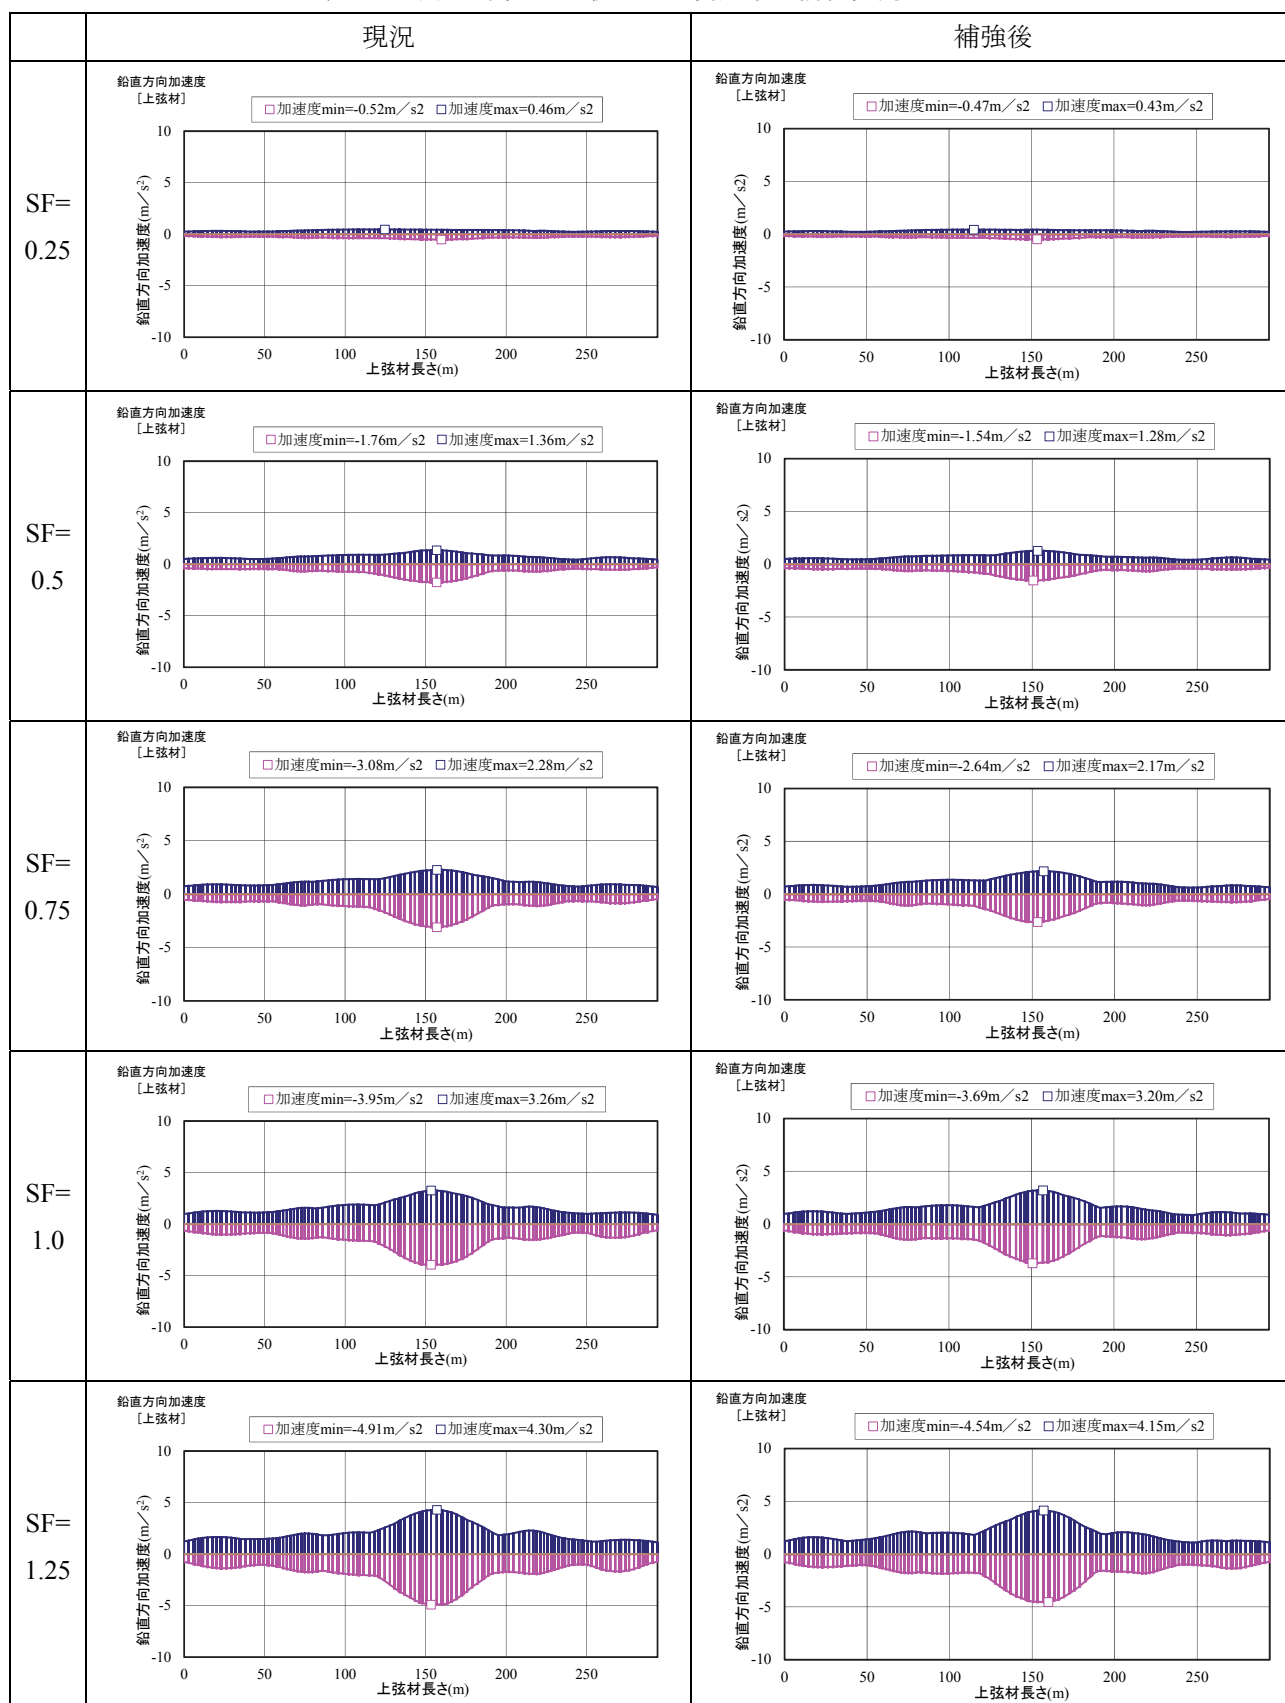 現況
補強後
SF=
0.25
鉛直方向加速度
[上弦材]
□加速度min=-0.52m／s2 □加速度max=0.46m／s2
鉛直方向加速度(m／s²)
10
5
0
-5
-10
0 50 100 150 200 250
上弦材長さ(m)
鉛直方向加速度
[上弦材]
□加速度min=-0.47m／s2 □加速度max=0.43m／s2
鉛直方向加速度(m／s2)
10
5
0
-5
-10
0 50 100 150 200 250
上弦材長さ(m)
SF=
0.5
鉛直方向加速度
[上弦材]
□加速度min=-1.76m／s2 □加速度max=1.36m／s2
鉛直方向加速度(m／s²)
10
5
0
-5
-10
0 50 100 150 200 250
上弦材長さ(m)
鉛直方向加速度
[上弦材]
□加速度min=-1.54m／s2 □加速度max=1.28m／s2
鉛直方向加速度(m／s2)
10
5
0
-5
-10
0 50 100 150 200 250
上弦材長さ(m)
SF=
0.75
鉛直方向加速度
[上弦材]
□加速度min=-3.08m／s2 □加速度max=2.28m／s2
鉛直方向加速度(m／s²)
10
5
0
-5
-10
0 50 100 150 200 250
上弦材長さ(m)
鉛直方向加速度
[上弦材]
□加速度min=-2.64m／s2 □加速度max=2.17m／s2
鉛直方向加速度(m／s2)
10
5
0
-5
-10
0 50 100 150 200 250
上弦材長さ(m)
SF=
1.0
鉛直方向加速度
[上弦材]
□加速度min=-3.95m／s2 □加速度max=3.26m／s2
鉛直方向加速度(m／s²)
10
5
0
-5
-10
0 50 100 150 200 250
上弦材長さ(m)
鉛直方向加速度
[上弦材]
□加速度min=-3.69m／s2 □加速度max=3.20m／s2
鉛直方向加速度(m／s2)
10
5
0
-5
-10
0 50 100 150 200 250
上弦材長さ(m)
SF=
1.25
鉛直方向加速度
[上弦材]
□加速度min=-4.91m／s2 □加速度max=4.30m／s2
鉛直方向加速度(m／s²)
10
5
0
-5
-10
0 50 100 150 200 250
上弦材長さ(m)
鉛直方向加速度
[上弦材]
□加速度min=-4.54m／s2 □加速度max=4.15m／s2
鉛直方向加速度(m／s2)
10
5
0
-5
-10
0 50 100 150 200 250
上弦材長さ(m)